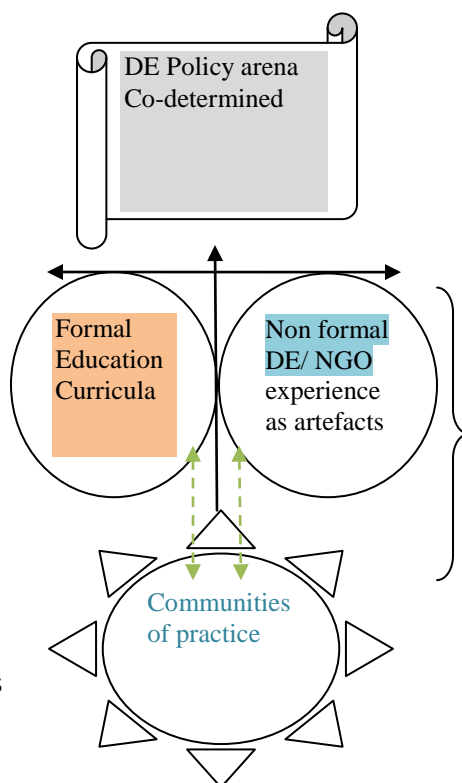 DE Policy arena
Co-determined
Formal
Education
Curricula
Non formal
DE/ NGO
experience
as artefacts
Communities
of practice
s